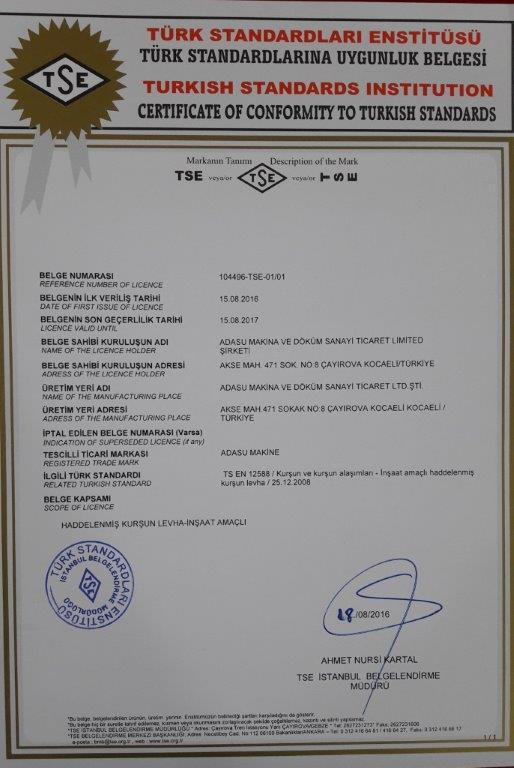 TSE
TÜRK STANDARDLARI ENSTİTÜSÜ
TÜRK STANDARDLARINA UYGUNLUK BELGESİ
TURKISH STANDARDS INSTITUTION
CERTIFICATE OF CONFORMITY TO TURKISH STANDARDS
Markanın Tanımı Description of the Mark
TSE veya/or TSE veya/or TSE
BELGE NUMARASI 104496-TSE-01/01
REFERENCE NUMBER OF LICENCE
BELGENİN İLK VERİLİŞ TARİHİ 15.08.2016
DATE OF FIRST ISSUE OF LICENCE
BELGENİN SON GEÇERLİLİK TARİHİ 15.08.2017
LICENCE VALID UNTIL
BELGE SAHİBİ KURULUŞUN ADI ADASU MAKİNA VE DÖKÜM SANAYİ TİCARET LIMITED
NAME OF THE LICENCE HOLDER ŞİRKETİ
BELGE SAHİBİ KURULUŞUN ADRESİ AKSE MAH. 471 SOK. NO:8 ÇAYIROVA KOCAELİ/TÜRKİYE
ADRESS OF THE LICENCE HOLDER
ÜRETİM YERİ ADI ADASU MAKİNA VE DÖKÜM SANAYİ TİCARET LTD.ŞTİ.
NAME OF THE MANUFACTURING PLACE
ÜRETİM YERİ ADRESİ AKSE MAH.471 SOKAK NO:8 ÇAYIROVA KOCAELİ KOCAELİ /
ADRESS OF THE MANUFACTURING PLACE TÜRKİYE
İPTAL EDİLEN BELGE NUMARASI (Varsa)
INDICATION OF SUPERSEDED LICENCE (if any)
TESCİLLİ TİCARİ MARKASI ADASU MAKİNE
REGISTERED TRADE MARK
İLGİLİ TÜRK STANDARDI TS EN 12588 / Kurşun ve kurşun alaşımları - İnşaat amaçlı haddelenmiş
RELATED TURKISH STANDARD kurşun levha / 25.12.2008
BELGE KAPSAMI
SCOPE OF LICENCE
HADDELENMİŞ KURŞUN LEVHA-İNŞAAT AMAÇLI
TÜRK STANDARDLARI ENSTİTÜSÜ
İSTANBUL BELGELENDİRME MÜDÜRLÜĞÜ
TSE
18/08/2016
AHMET NURSİ KARTAL
TSE İSTANBUL BELGELENDİRME
MÜDÜRÜ
1 / 1